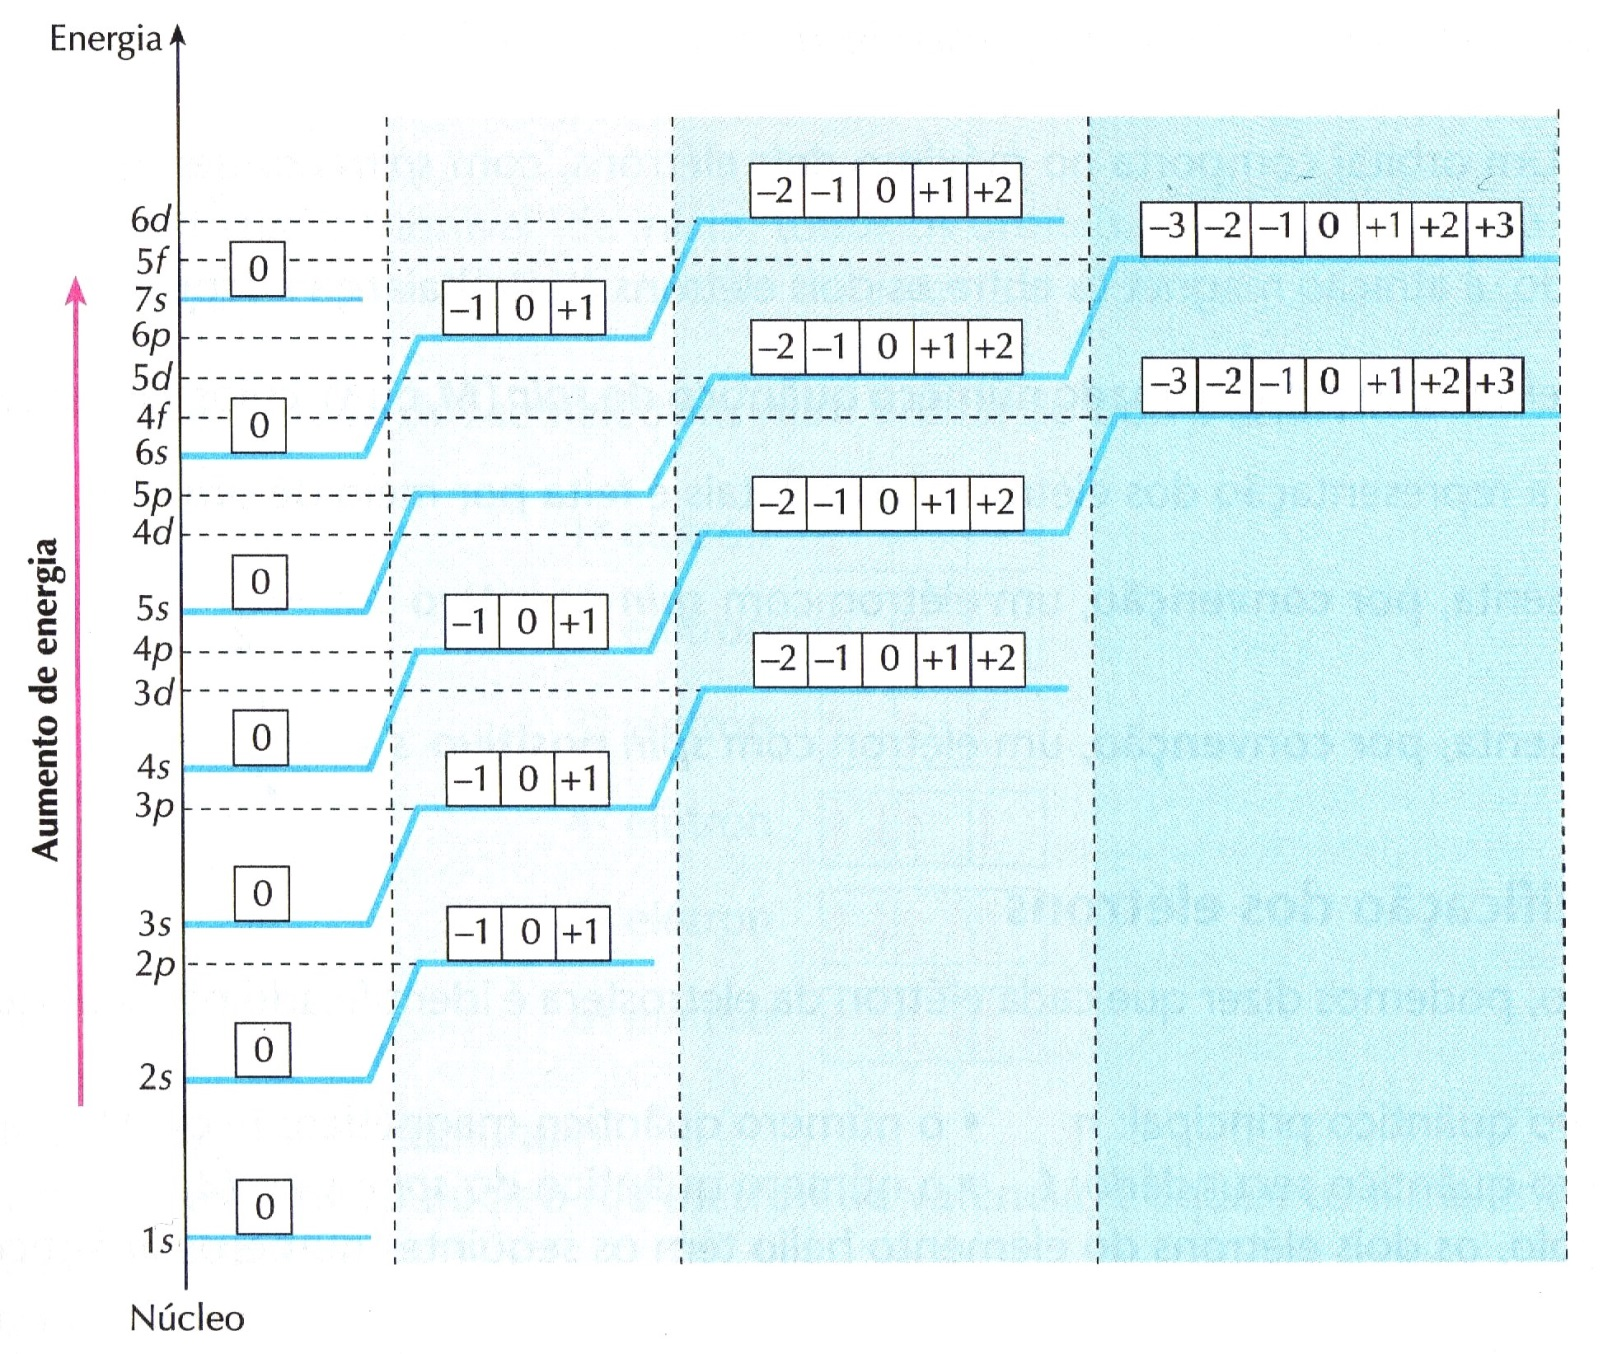 Energia
–2 –1 0 +1 +2
6d
–3 –2 –1 0 +1 +2 +3
5f
0
7s
–1 0 +1
6p
–2 –1 0 +1 +2
5d
–3 –2 –1 0 +1 +2 +3
4f
0
6s
5p
–2 –1 0 +1 +2
4d
0
5s
–1 0 +1
4p
–2 –1 0 +1 +2
3d
0
4s
–1 0 +1
3p
0
3s
–1 0 +1
2p
0
2s
0
1s
Núcleo
Aumento de energia